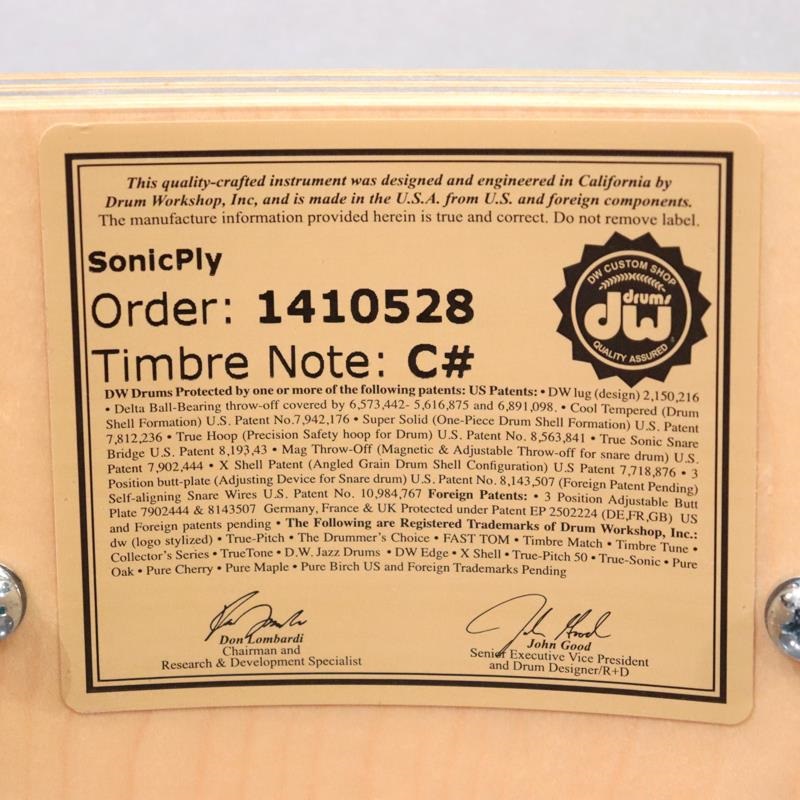 This quality-crafted instrument was designed and engineered in California by
Drum Workshop, Inc, and is made in the U.S.A. from U.S. and foreign components.
The manufacture information provided herein is true and correct. Do not remove label.
SonicPly
Order: 1410528
Timbre Note: C#
DW CUSTOM SHOP
drums
dw
QUALITY ASSURED
DW Drums Protected by one or more of the following patents: US Patents: • DW lug (design) 2,150,216
• Delta Ball-Bearing throw-off covered by 6,573,442- 5,616,875 and 6,891,098. • Cool Tempered (Drum
Shell Formation) U.S. Patent No.7,942,176 • Super Solid (One-Piece Drum Shell Formation) U.S. Patent
7,812,236 • True Hoop (Precision Safety hoop for Drum) U.S. Patent No. 8,563,841 • True Sonic Snare
Bridge U.S. Patent 8,193,43 • Mag Throw-Off (Magnetic & Adjustable Throw-off for snare drum) U.S.
Patent 7,902,444 • X Shell Patent (Angled Grain Drum Shell Configuration) U.S Patent 7,718,876 • 3
Position butt-plate (Adjusting Device for Snare drum) U.S. Patent No. 8,143,507 (Foreign Patent Pending)
Self-aligning Snare Wires U.S. Patent No. 10,984,767 Foreign Patents: • 3 Position Adjustable Butt
Plate 7902444 & 8143507 Germany, France & UK Protected under Patent EP 2502224 (DE,FR,GB) US
and Foreign patents pending • The Following are Registered Trademarks of Drum Workshop, Inc.:
dw (logo stylized) • True-Pitch • The Drummer's Choice • FAST TOM • Timbre Match • Timbre Tune •
Collector's Series • TrueTone • D.W. Jazz Drums • DW Edge • X Shell • True-Pitch 50 • True-Sonic • Pure
Oak • Pure Cherry • Pure Maple • Pure Birch US and Foreign Trademarks Pending
Don Lombardi
Chairman and
Research & Development Specialist
John Good
John Good
Senior Executive Vice President
and Drum Designer/R+D